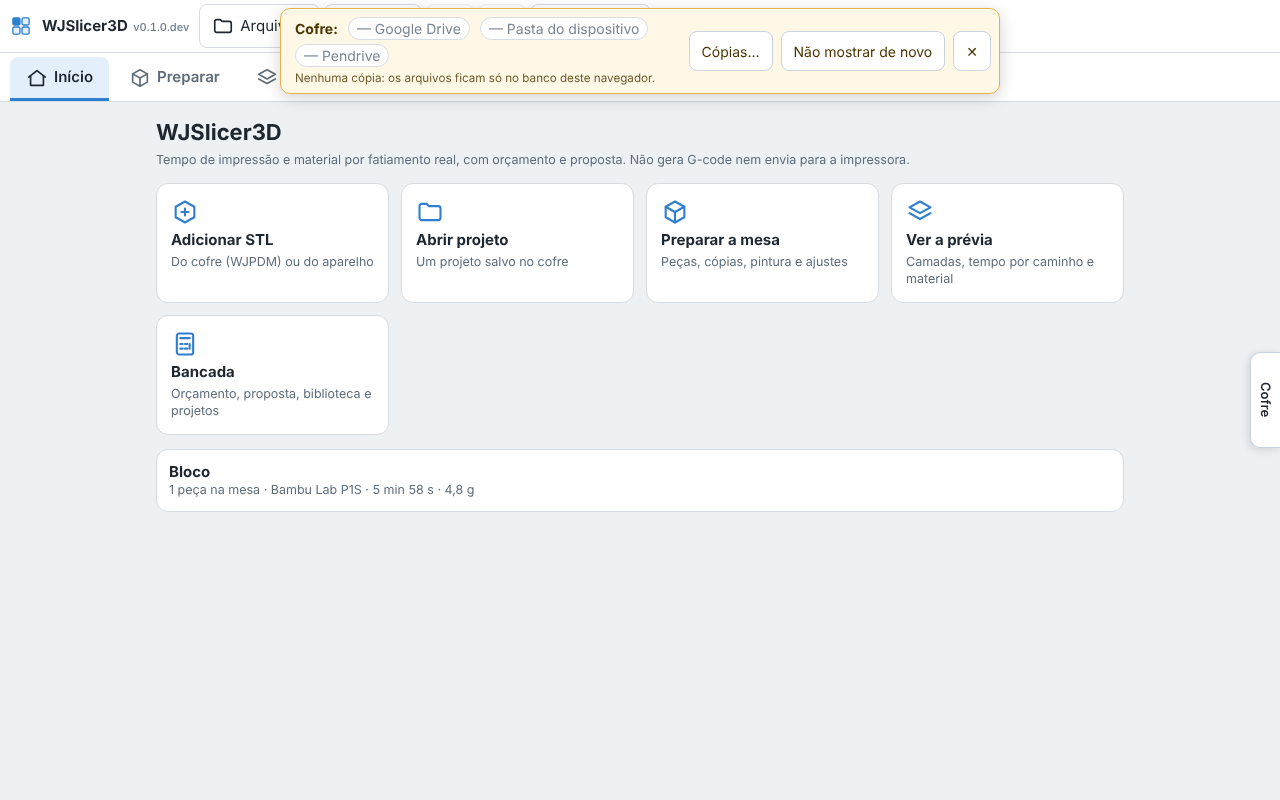 WJSlicer3D v0.1.0.dev
Cofre: — Google Drive — Pasta do dispositivo
— Pendrive
Nenhuma cópia: os arquivos ficam só no banco deste navegador.
Cópias...
Não mostrar de novo
×
Início
Preparar
WJSlicer3D
Tempo de impressão e material por fatiamento real, com orçamento e proposta. Não gera G-code nem envia para a impressora.
Adicionar STL
Do cofre (WJPDM) ou do aparelho
Abrir projeto
Um projeto salvo no cofre
Preparar a mesa
Peças, cópias, pintura e ajustes
Ver a prévia
Camadas, tempo por caminho e
material
Bancada
Orçamento, proposta, biblioteca e
projetos
Cofre
Bloco
1 peça na mesa · Bambu Lab P1S · 5 min 58 s · 4,8 g